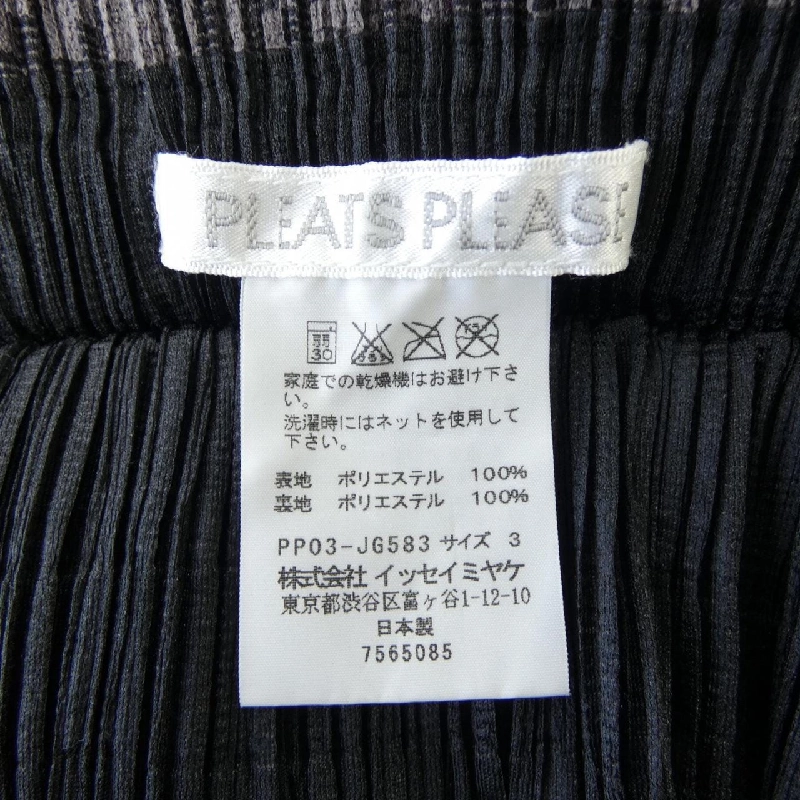 PLEATS PLEASE
弱
30
家庭での乾燥機はお避け下さ
い。
洗濯時にはネットを使用して
下さい。
表地 ポリエステル 100%
裏地 ポリエステル 100%
PP03-JG583 サイズ 3
株式会社 イッセイミヤケ
東京都渋谷区富ヶ谷1-12-10
日本製
7565085